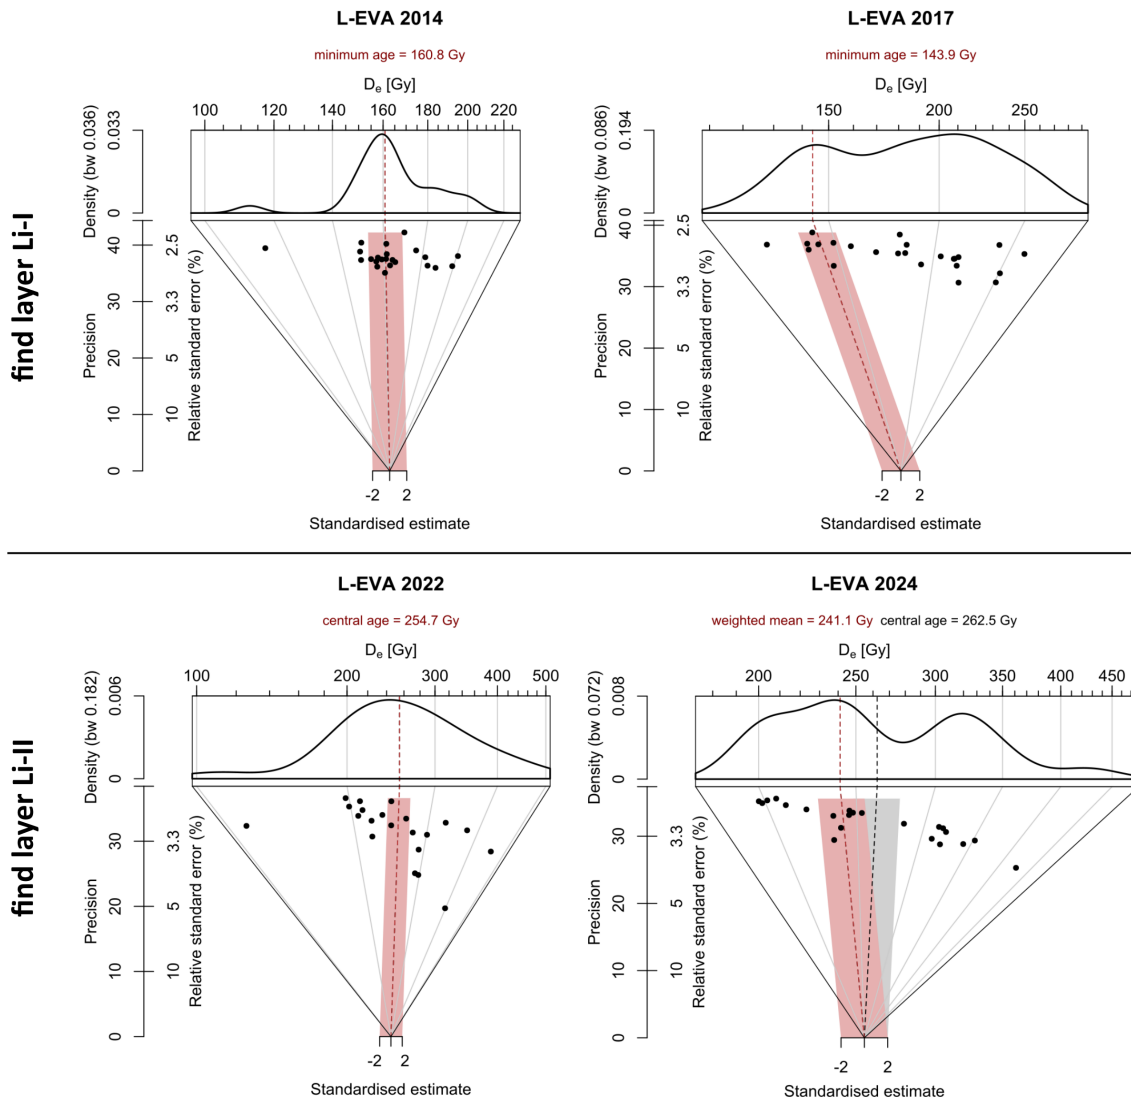 find layer Li-I
L-EVA 2014
minimum age = 160.8 Gy
De [Gy]
100 120 140 160 180 200 220
Density (bw 0.036)
0 0.033
Precision
0 10 20 30 40
Relative standard error (%)
10 5 3.3 2.5
-2 2
Standardised estimate
L-EVA 2017
minimum age = 143.9 Gy
De [Gy]
150 200 250
Density (bw 0.086)
0 0.194
Precision
0 10 20 30 40
Relative standard error (%)
10 5 3.3 2.5
-2 2
Standardised estimate
find layer Li-II
L-EVA 2022
central age = 254.7 Gy
De [Gy]
100 200 300 400 500
Density (bw 0.182)
0 0.006
Precision
0 10 20 30
Relative standard error (%)
10 5 3.3
-2 2
Standardised estimate
L-EVA 2024
weighted mean = 241.1 Gy central age = 262.5 Gy
De [Gy]
200 250 300 350 400 450
Density (bw 0.072)
0 0.008
Precision
0 10 20 30
Relative standard error (%)
10 5 3.3
-2 2
Standardised estimate